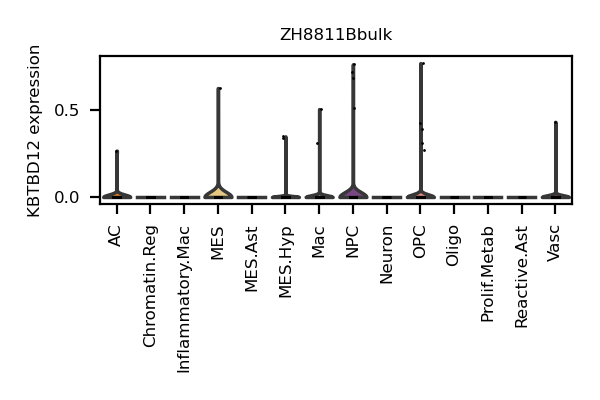 ZH8811Bbulk
KBTBD12 expression
0.5
0.0
AC
Chromatin.Reg
Inflammatory.Mac
MES
MES.Ast
MES.Hyp
Mac
NPC
Neuron
OPC
Oligo
Prolif.Metab
Reactive.Ast
Vasc